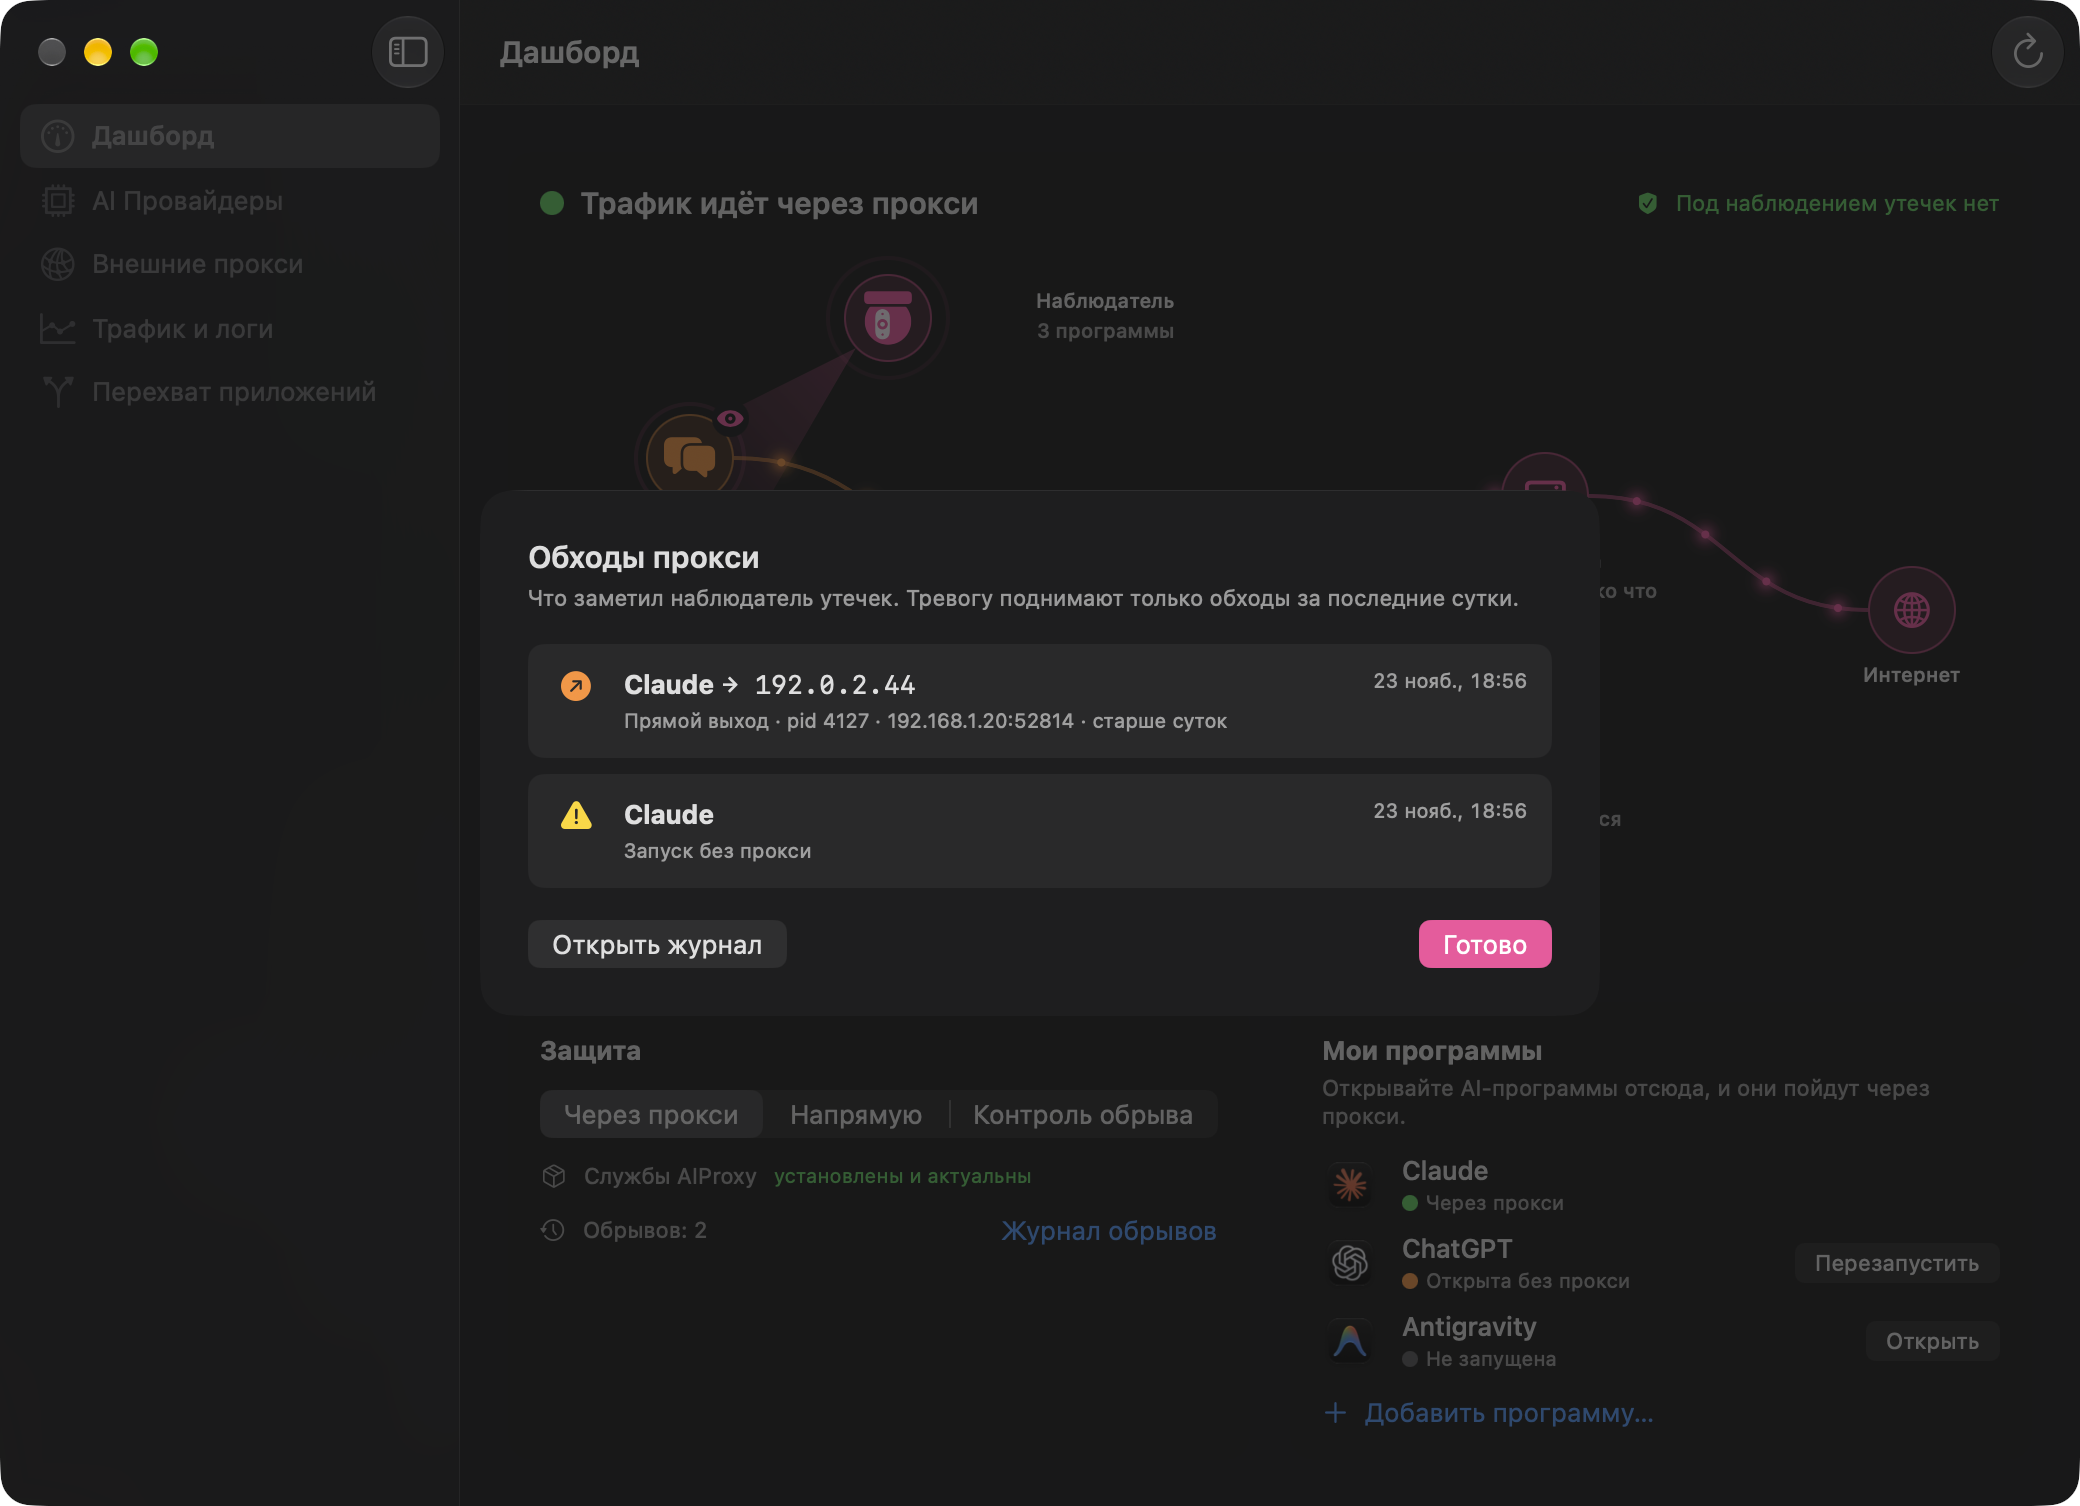 Дашборд
Дашборд
AI Провайдеры
Внешние прокси
Трафик и логи
Перехват приложений
Трафик идёт через прокси
Под наблюдением утечек нет
Наблюдатель
3 программы
Интернет
Обходы прокси
Что заметил наблюдатель утечек. Тревогу поднимают только обходы за последние сутки.
Claude → 192.0.2.44
23 нояб., 18:56
Прямой выход · pid 4127 · 192.168.1.20:52814 · старше суток
Claude
23 нояб., 18:56
Запуск без прокси
Открыть журнал
Готово
Защита
Через прокси
Напрямую
Контроль обрыва
Службы AIProxy установлены и актуальны
Обрывов: 2
Журнал обрывов
Мои программы
Открывайте AI-программы отсюда, и они пойдут через
прокси.
Claude
Через прокси
ChatGPT
Открыта без прокси
Перезапустить
Antigravity
Не запущена
Открыть
Добавить программу...